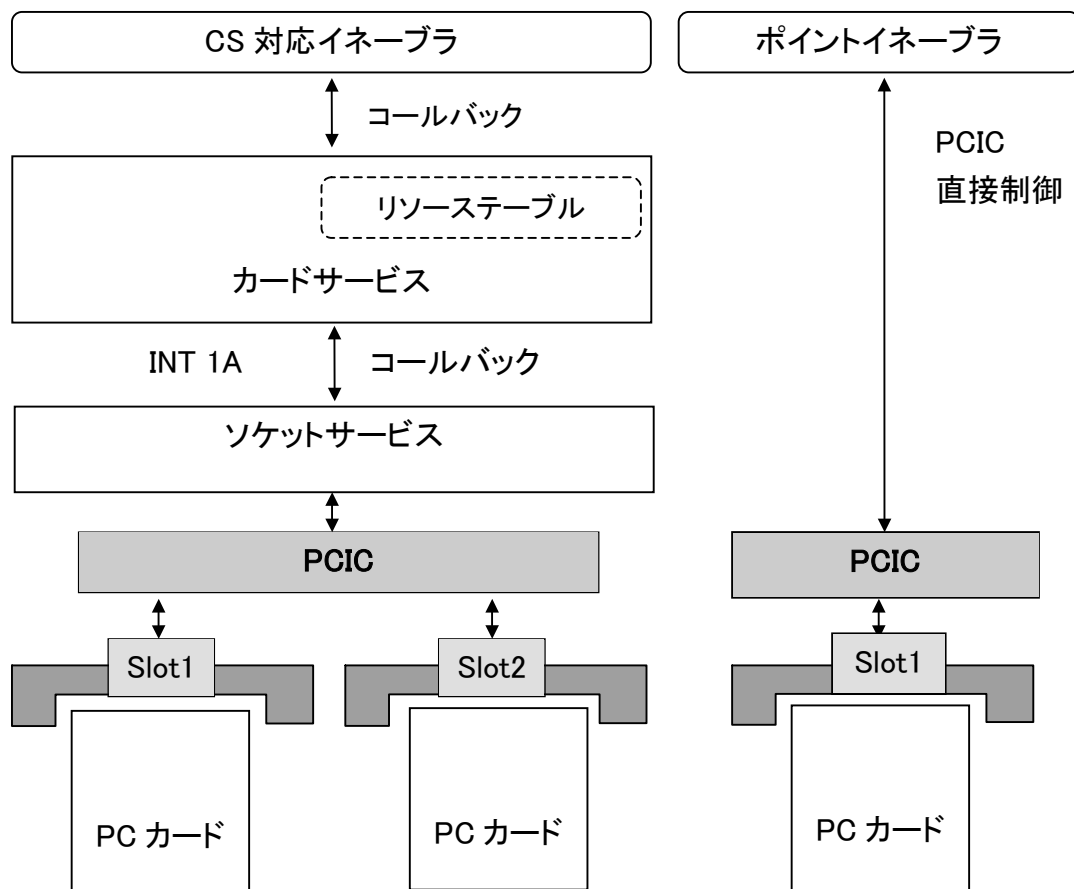 CS 対応イネーブラ
ポイントイネーブラ
コールバック
PCIC
直接制御
リソーステーブル
カードサービス
INT 1A
コールバック
ソケットサービス
PCIC
PCIC
Slot1
Slot2
Slot1
PC カード
PC カード
PC カード